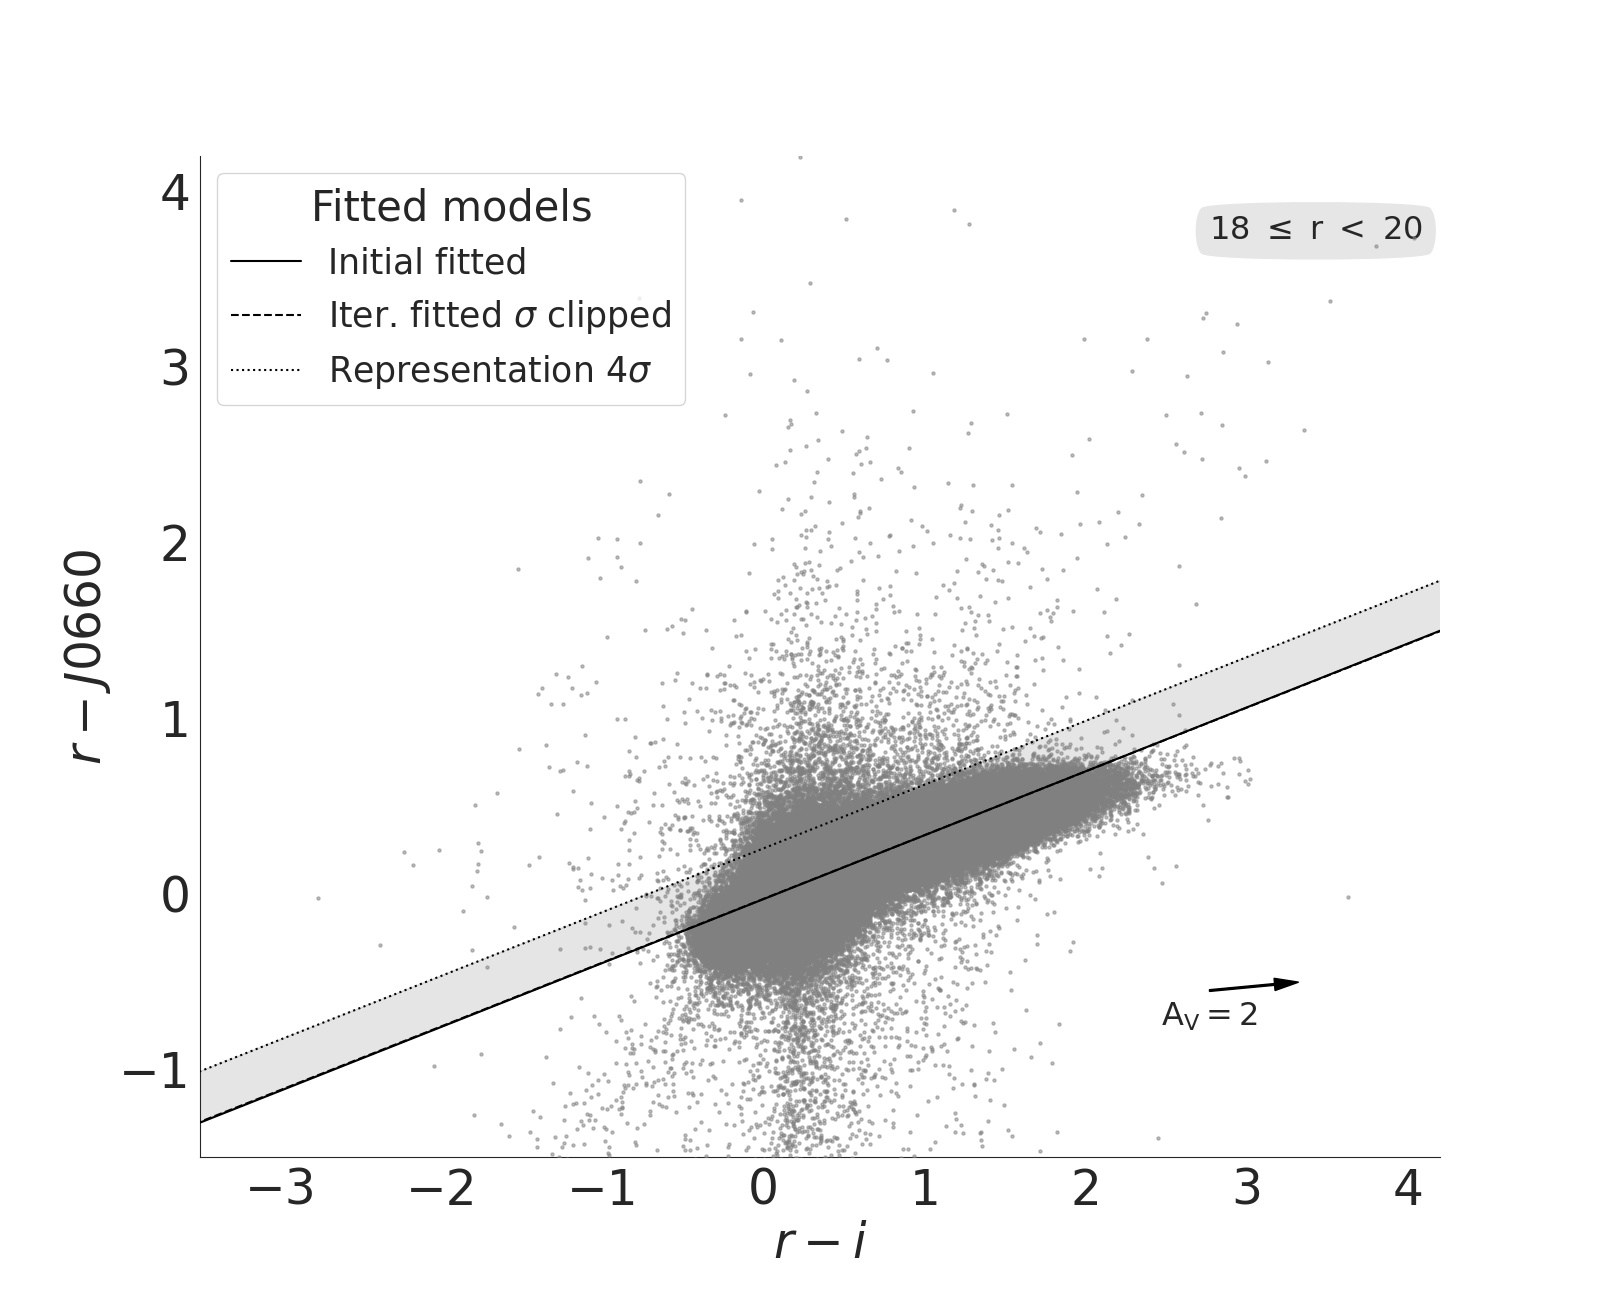 Fitted models
Initial fitted
Iter. fitted σ clipped
Representation 4σ
18 ≤ r < 20
4
3
2
1
0
−1
r − J0660
A_V = 2
−3 −2 −1 0 1 2 3 4
r − i